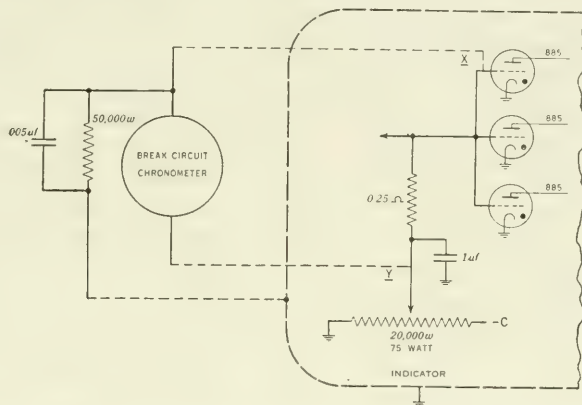 885
X
50,000w
.005uf
BREAK CIRCUIT
CHRONOMETER
885
0.25 Ω
885
1uf
Y
-C
20,000w
75 WATT
INDICATOR